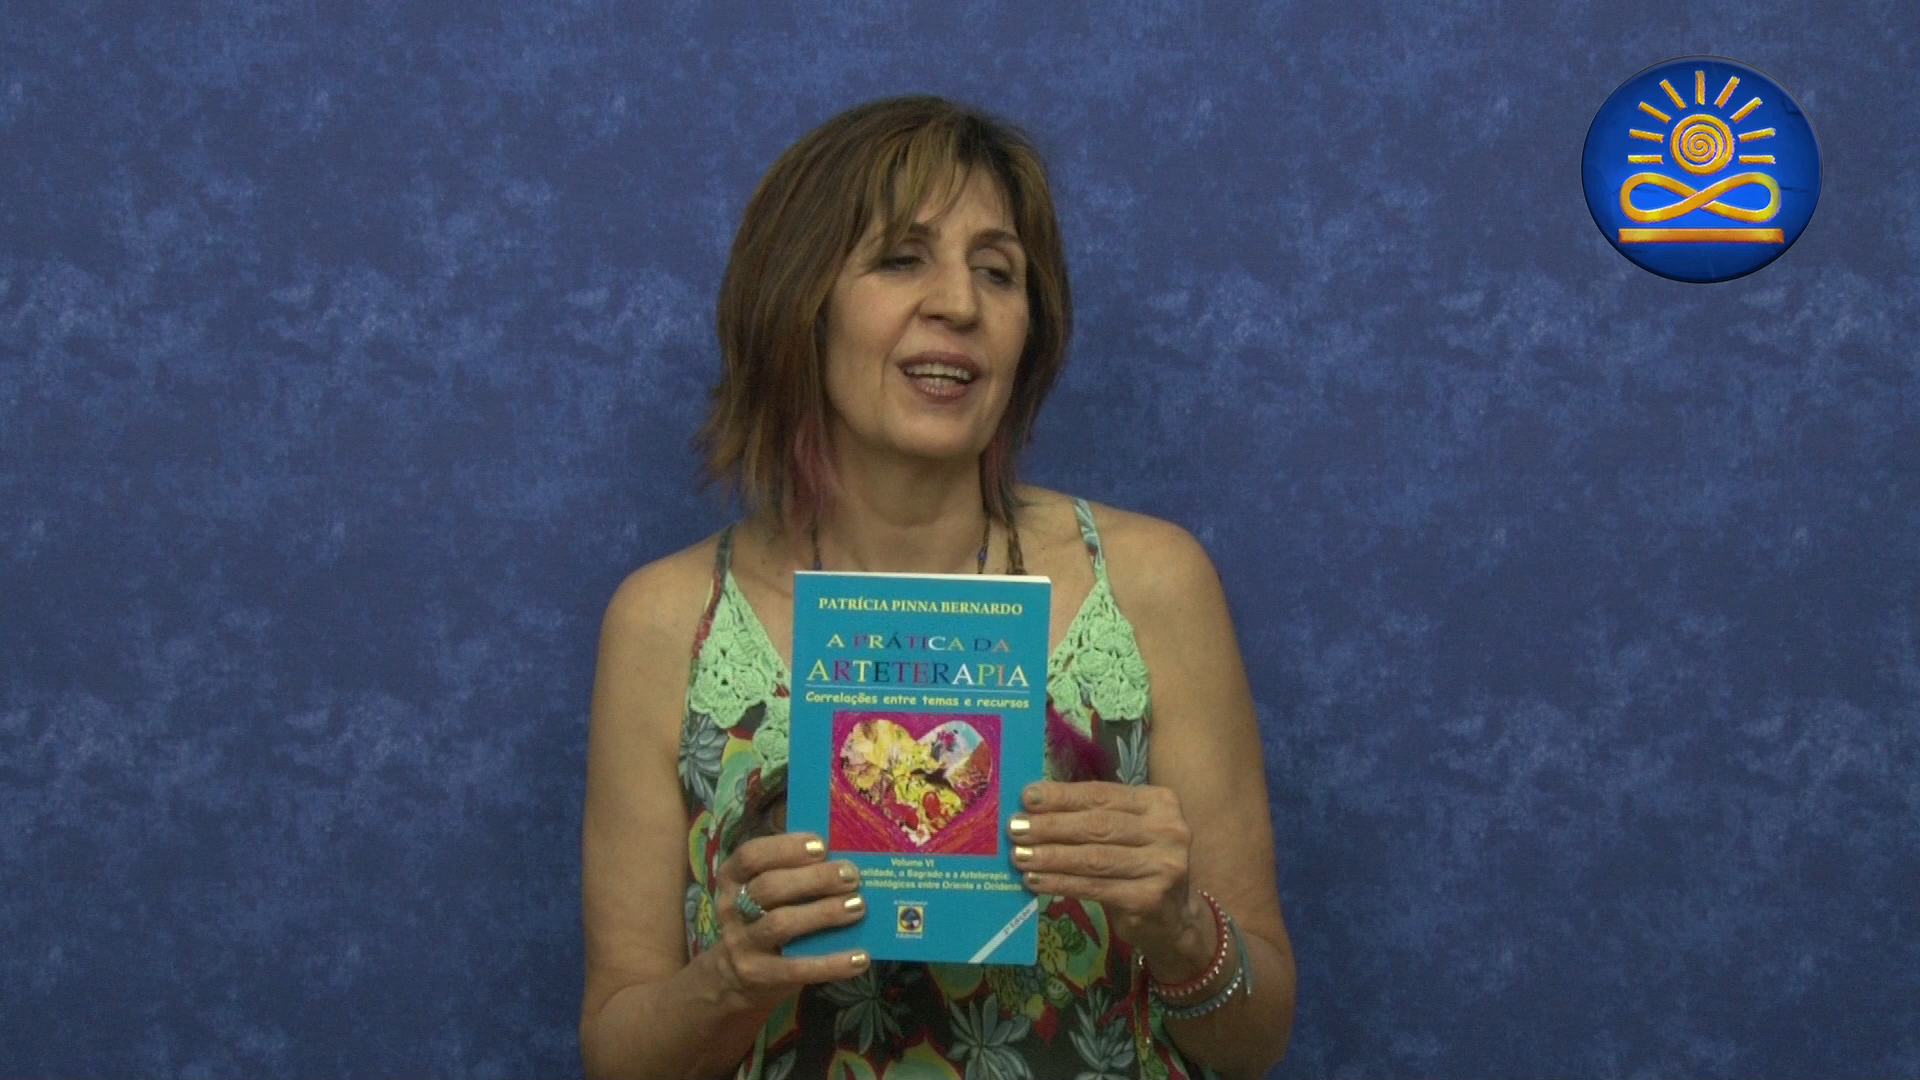 PATRÍCIA PINNA BERNARDO
A PRÁTICA DA
ARTETERAPIA
Correlações entre temas e recursos
Volume VI
alidade, o Sagrado e a Arteterapia:
mitológicos entre Oriente e Ocidente